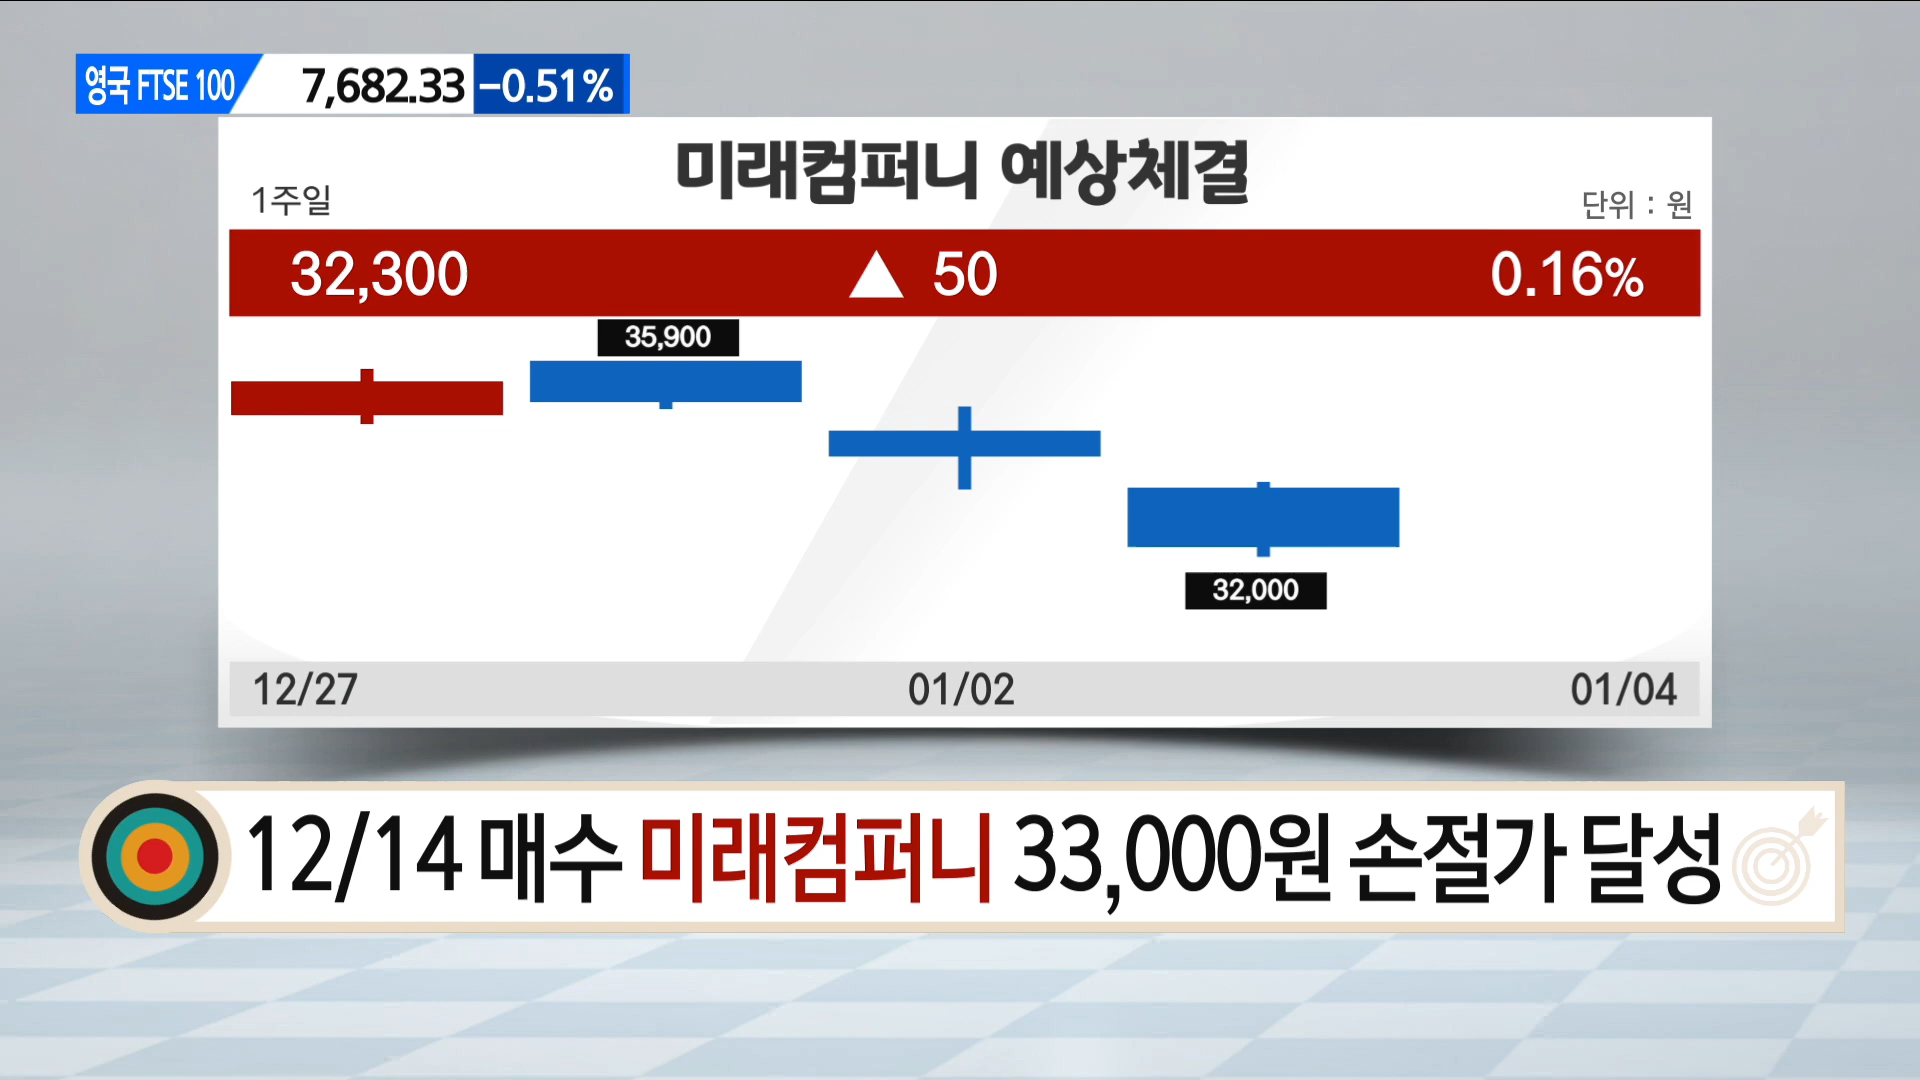 영국 FTSE 100 7,682.33 -0.51%
미래컴퍼니 예상체결
1주일
단위 : 원
32,300 ▲ 50 0.16%
35,900
32,000
12/27 01/02 01/04
12/14 매수 미래컴퍼니 33,000원 손절가 달성